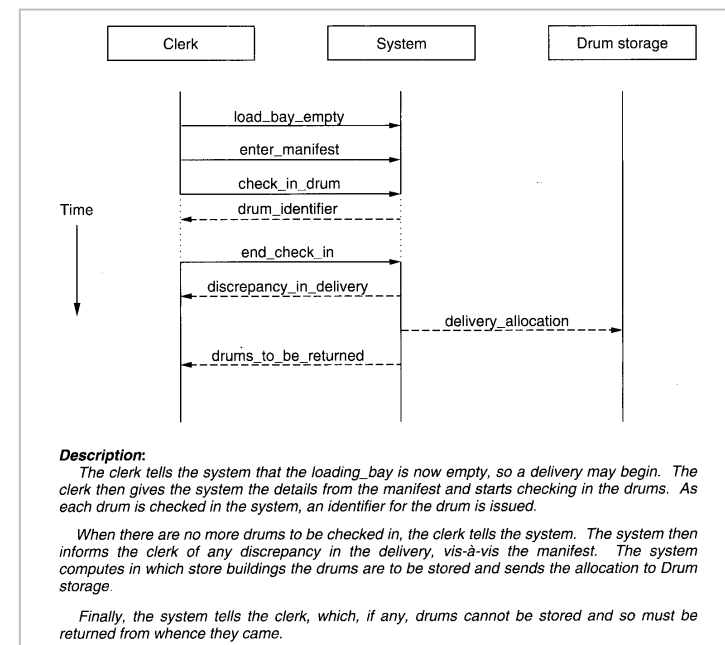 Clerk
System
Drum storage
load_bay_empty
enter_manifest
check_in_drum
Time
drum_identifier
end_check_in
discrepancy_in_delivery
delivery_allocation
drums_to_be_returned
Description:
The clerk tells the system that the loading_bay is now empty, so a delivery may begin. The
clerk then gives the system the details from the manifest and starts checking in the drums. As
each drum is checked in the system, an identifier for the drum is issued.
When there are no more drums to be checked in, the clerk tells the system. The system then
informs the clerk of any discrepancy in the delivery, vis-à-vis the manifest. The system
computes in which store buildings the drums are to be stored and sends the allocation to Drum
storage.
Finally, the system tells the clerk, which, if any, drums cannot be stored and so must be
returned from whence they came.